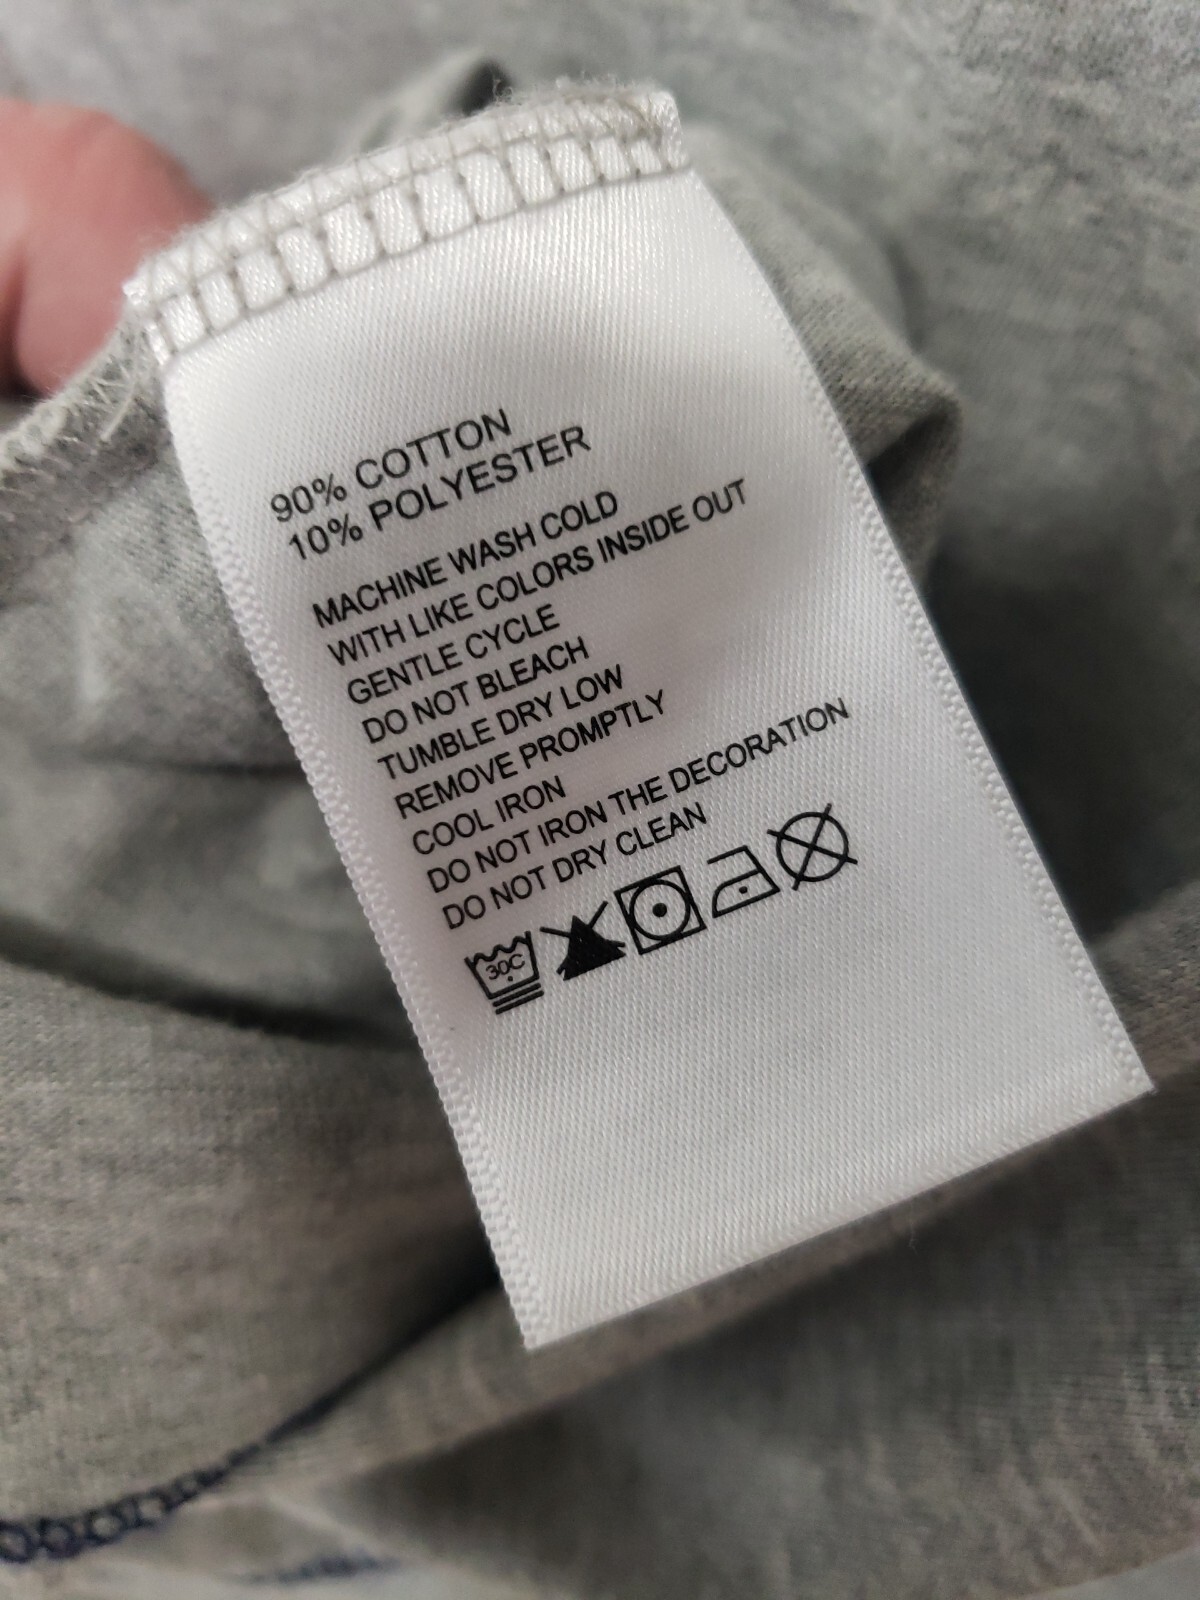 90% COTTON
10% POLYESTER
MACHINE WASH COLD
WITH LIKE COLORS INSIDE OUT
GENTLE CYCLE
DO NOT BLEACH
TUMBLE DRY LOW
REMOVE PROMPTLY
COOL IRON
DO NOT IRON THE DECORATION
DO NOT DRY CLEAN
30C